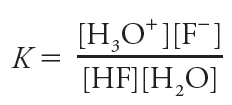 K = [H₃O⁺][F⁻] / [HF][H₂O]